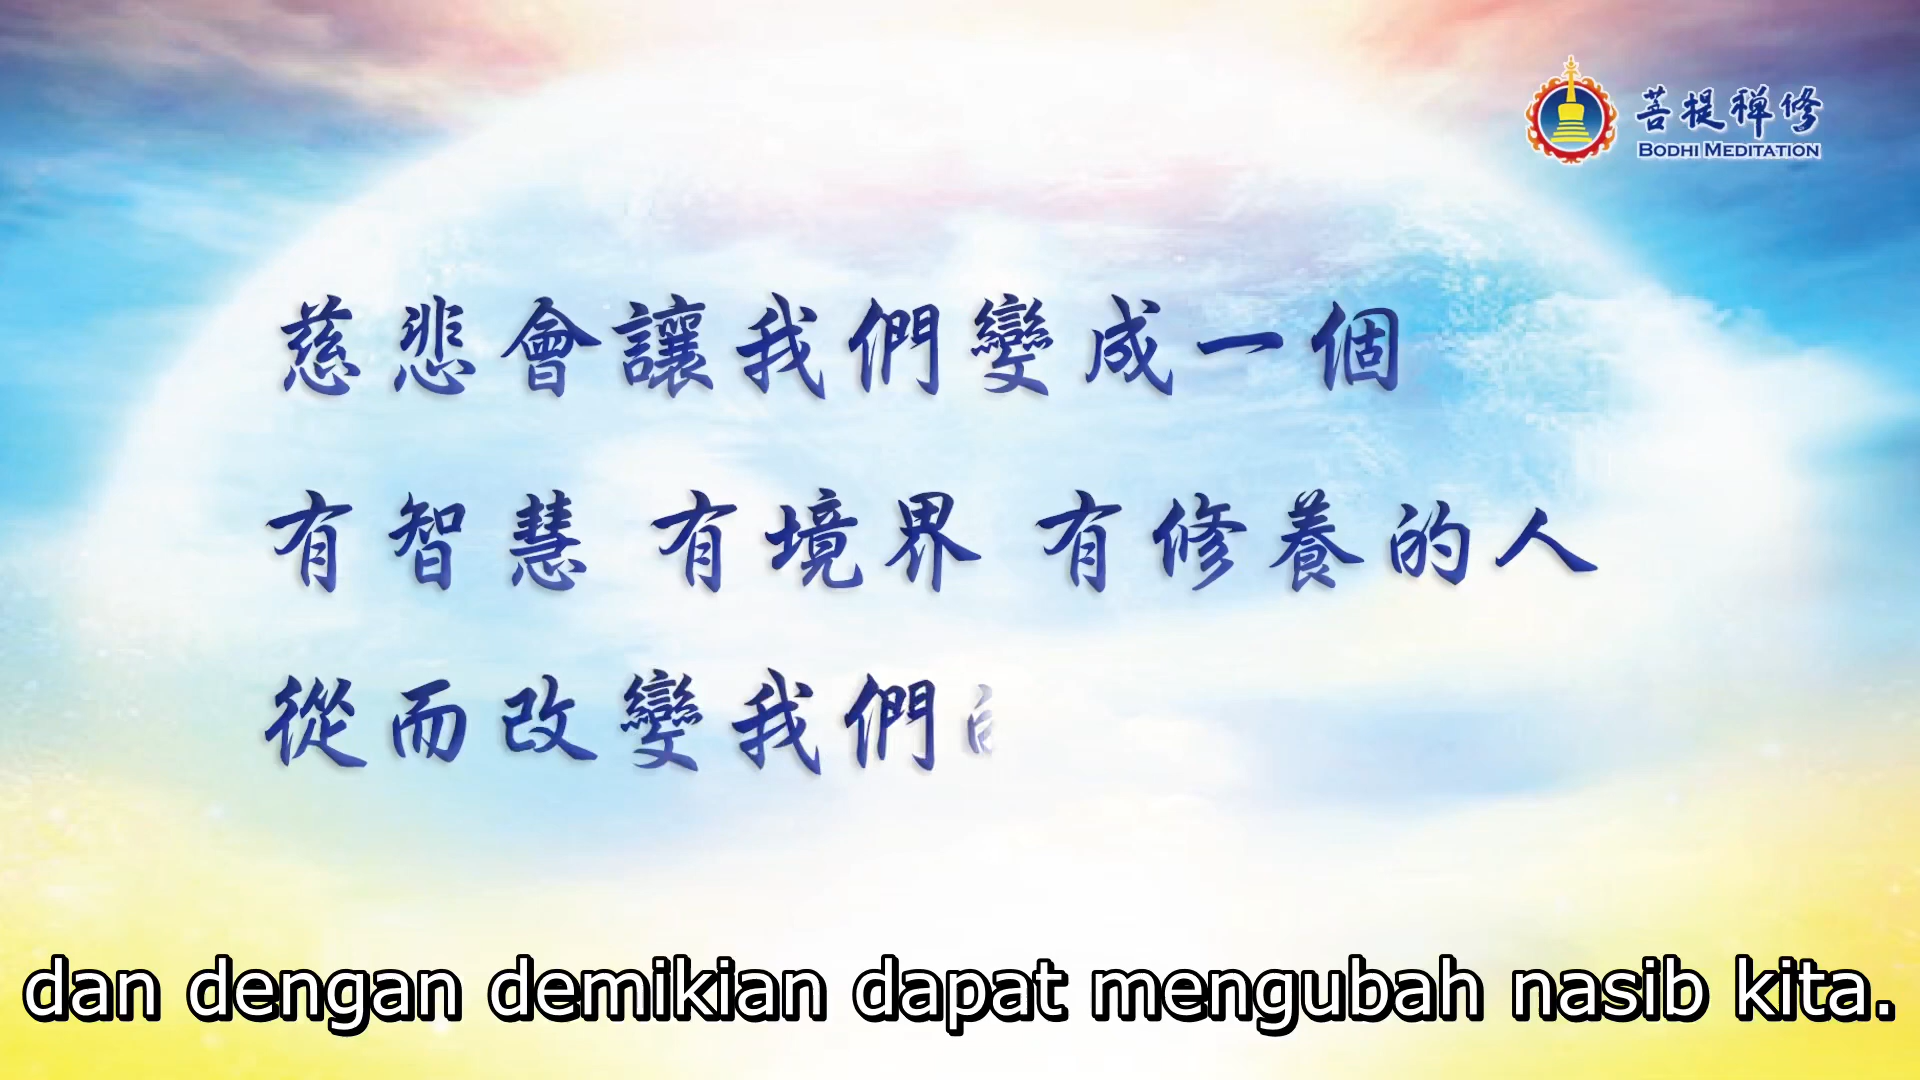 菩提禪修
BODHI MEDITATION
慈悲會讓我們變成一個
有智慧 有境界 有修養的人
從而改變我們
dan dengan demikian dapat mengubah nasib kita.